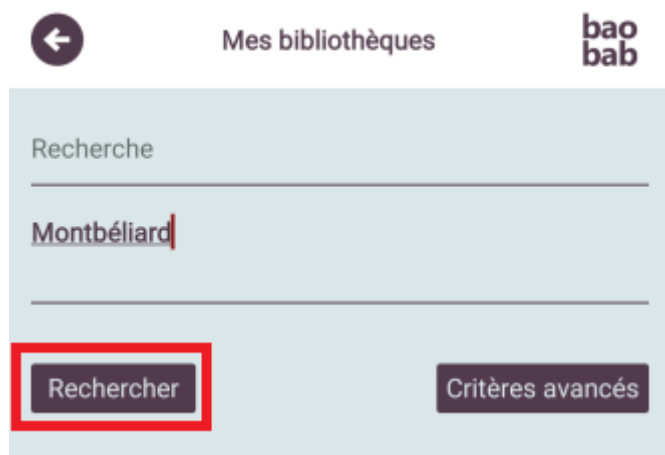 Mes bibliothèques
bao
bab
Recherche
Montbéliard
Rechercher
Critères avancés